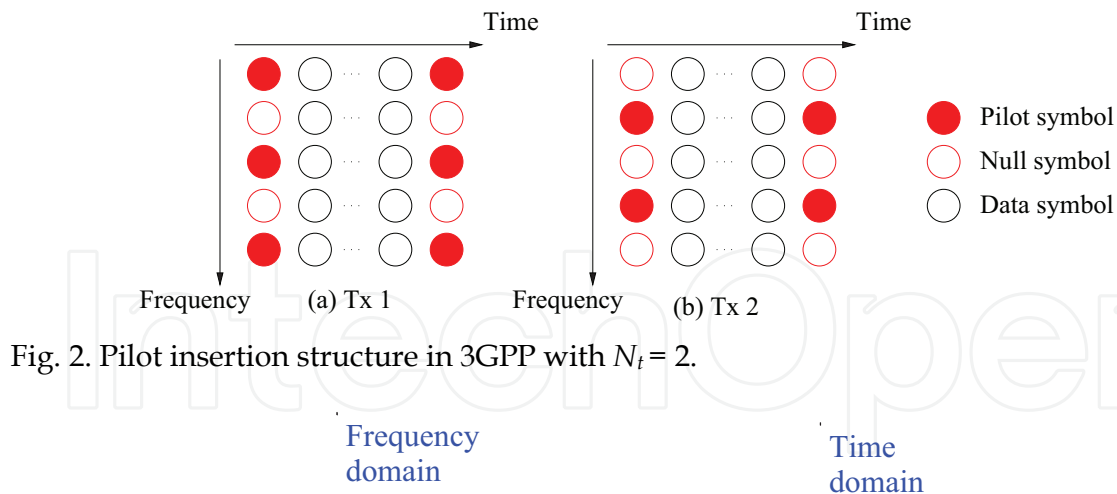 Time
Time
Pilot symbol
Null symbol
Data symbol
Frequency
(a) Tx 1
Frequency
(b) Tx 2
IntechOpen
Fig. 2. Pilot insertion structure in 3GPP with Nt = 2.
Frequency
domain
Time
domain